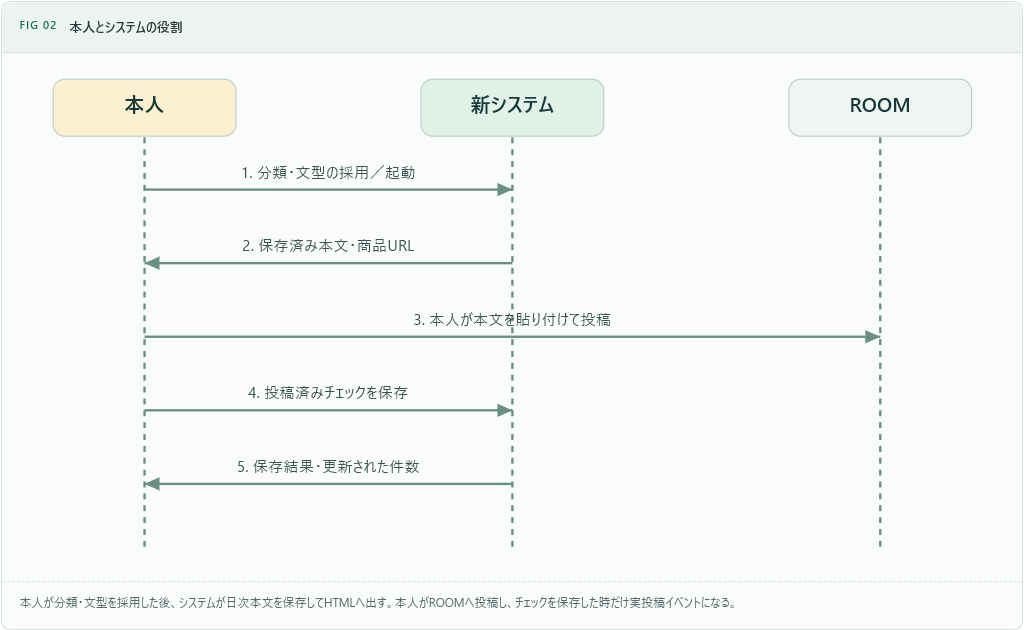 FIG 02 本人とシステムの役割
本人 新システム ROOM
1. 分類・文型の採用／起動
2. 保存済み本文・商品URL
3. 本人が本文を貼り付けて投稿
4. 投稿済みチェックを保存
5. 保存結果・更新された件数
本人が分類・文型を採用した後、システムが日次本文を保存してHTMLへ出す。本人がROOMへ投稿し、チェックを保存した時だけ実投稿イベントになる。